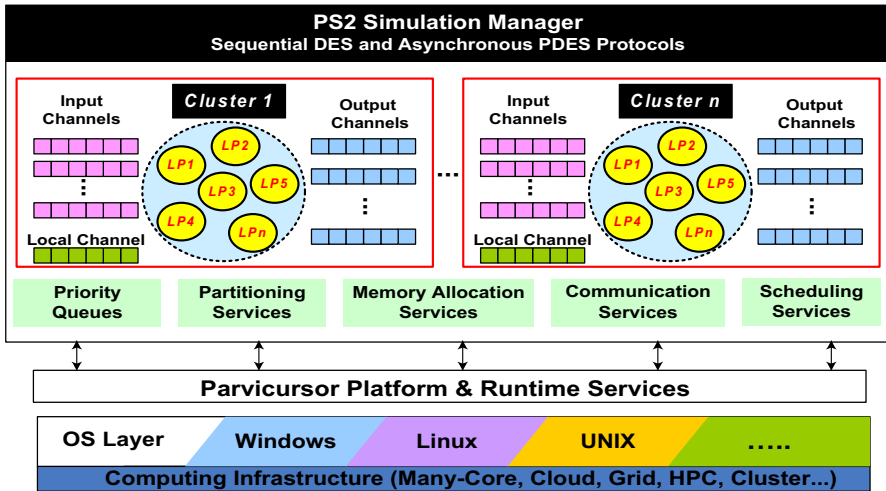 PS2 Simulation Manager
Sequential DES and Asynchronous PDES Protocols
Input
Channels
Cluster 1
Output
Channels
LP1
LP2
LP3
LP5
LP4
LPn
...
Local Channel
...
...
Input
Channels
Cluster n
Output
Channels
LP1
LP2
LP3
LP5
LP4
LPn
...
Local Channel
...
Priority
Queues
Partitioning
Services
Memory Allocation
Services
Communication
Services
Scheduling
Services
Parvicursor Platform & Runtime Services
OS Layer
Windows
Linux
UNIX
.....
Computing Infrastructure (Many-Core, Cloud, Grid, HPC, Cluster...)